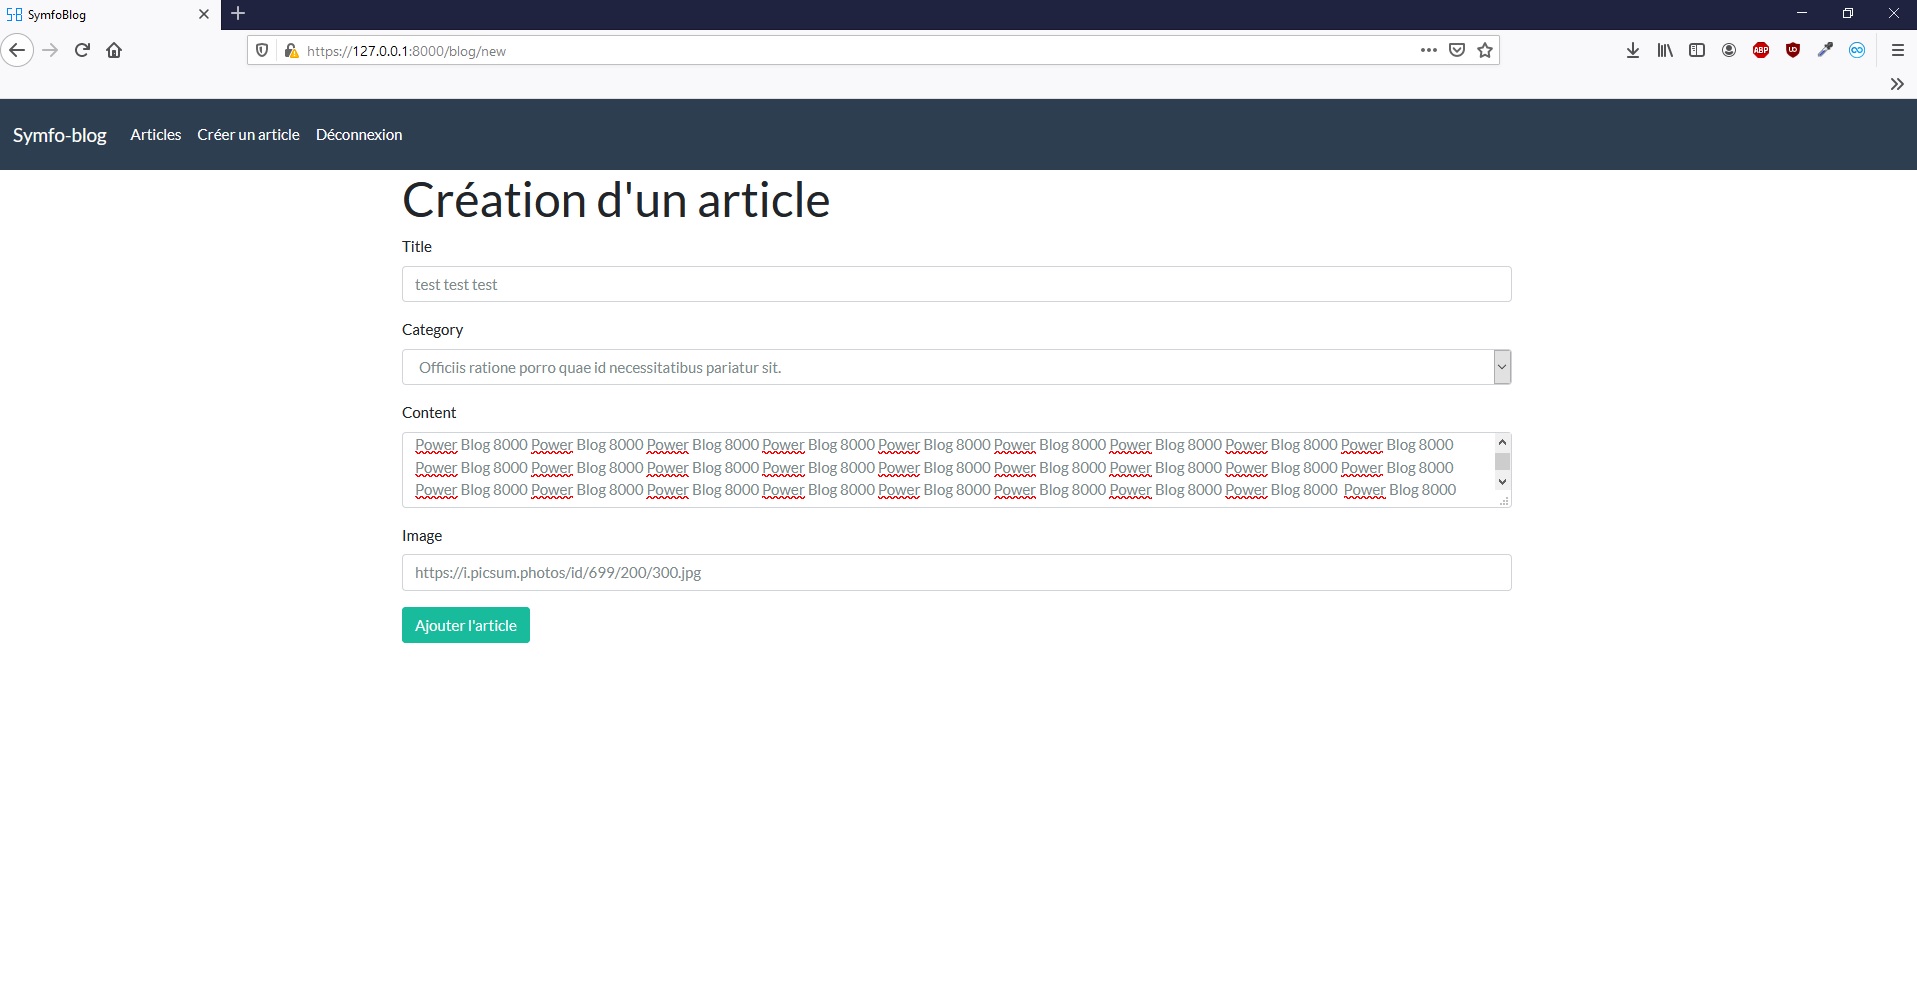 SymfoBlog
https://127.0.0.1:8000/blog/new
ABP
Symfo-blog Articles Créer un article Déconnexion
Création d'un article
Title
test test test
Category
Officiis ratione porro quae id necessitatibus pariatur sit.
Content
Power Blog 8000 Power Blog 8000 Power Blog 8000 Power Blog 8000 Power Blog 8000 Power Blog 8000 Power Blog 8000 Power Blog 8000 Power Blog 8000
Power Blog 8000 Power Blog 8000 Power Blog 8000 Power Blog 8000 Power Blog 8000 Power Blog 8000 Power Blog 8000 Power Blog 8000 Power Blog 8000
Power Blog 8000 Power Blog 8000 Power Blog 8000 Power Blog 8000 Power Blog 8000 Power Blog 8000 Power Blog 8000 Power Blog 8000  Power Blog 8000
Image
https://i.picsum.photos/id/699/200/300.jpg
Ajouter l'article